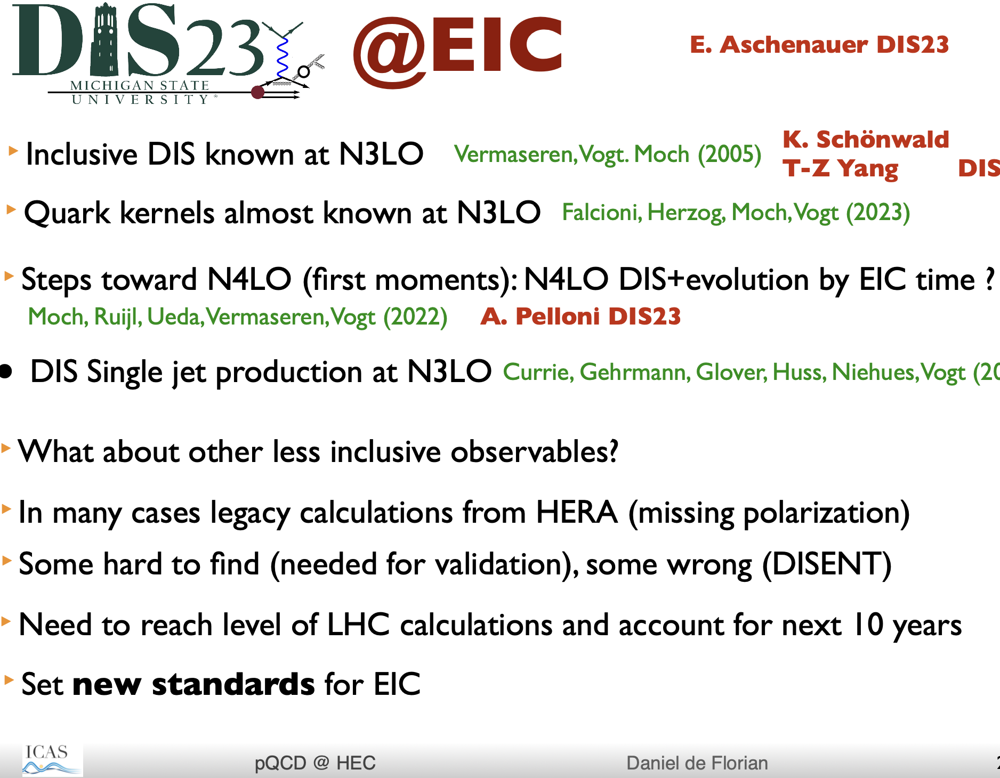 DIS23 @EIC E. Aschenauer DIS23
MICHIGAN STATE
UNIVERSITY®
‣ Inclusive DIS known at N3LO Vermaseren, Vogt. Moch (2005) K. Schönwald
T-Z Yang DIS
‣ Quark kernels almost known at N3LO Falcioni, Herzog, Moch, Vogt (2023)
‣ Steps toward N4LO (first moments): N4LO DIS+evolution by EIC time ?
Moch, Ruijl, Ueda, Vermaseren, Vogt (2022) A. Pelloni DIS23
• DIS Single jet production at N3LO Currie, Gehrmann, Glover, Huss, Niehues, Vogt (20
‣ What about other less inclusive observables?
‣ In many cases legacy calculations from HERA (missing polarization)
‣ Some hard to find (needed for validation), some wrong (DISENT)
‣ Need to reach level of LHC calculations and account for next 10 years
‣ Set new standards for EIC
ICAS pQCD @ HEC Daniel de Florian